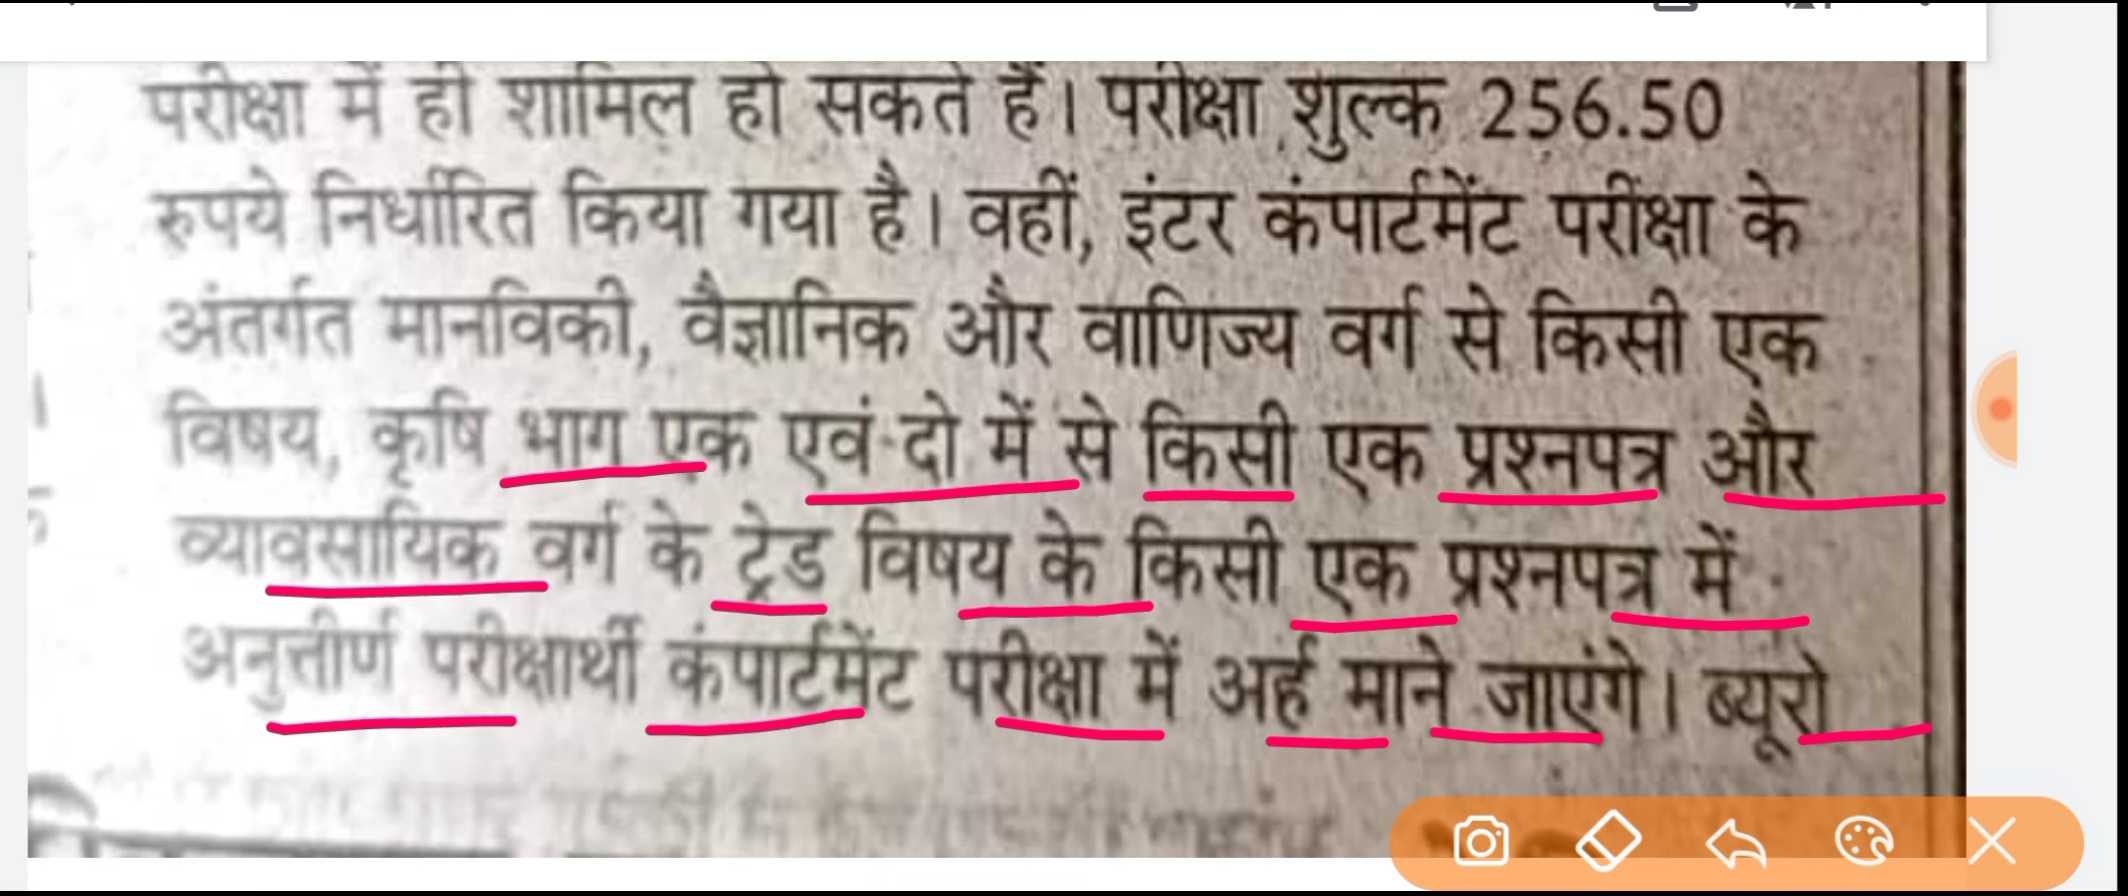 परीक्षा में ही शामिल हो सकते हैं। परीक्षा शुल्क 256.50
रुपये निर्धारित किया गया है। वहीं, इंटर कंपार्टमेंट परीक्षा के
अंतर्गत मानविकी, वैज्ञानिक और वाणिज्य वर्ग से किसी एक
विषय, कृषि भाग एक एवं दो में से किसी एक प्रश्नपत्र और
व्यावसायिक वर्ग के ट्रेड विषय के किसी एक प्रश्नपत्र में
अनुत्तीर्ण परीक्षार्थी कंपार्टमेंट परीक्षा में अर्ह माने जाएंगे। ब्यूरो